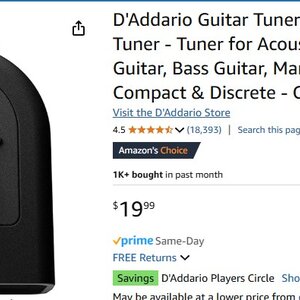 D'Addario Guitar Tuner
Tuner - Tuner for Acous
Guitar, Bass Guitar, Man
Compact & Discrete - C
Visit the D'Addario Store
4.5 (18,393) | Search this pag
Amazon's Choice
1K+ bought in past month
$19.99
prime Same-Day
FREE Returns
Savings D'Addario Players Circle Sho
May be available at a lower price from o